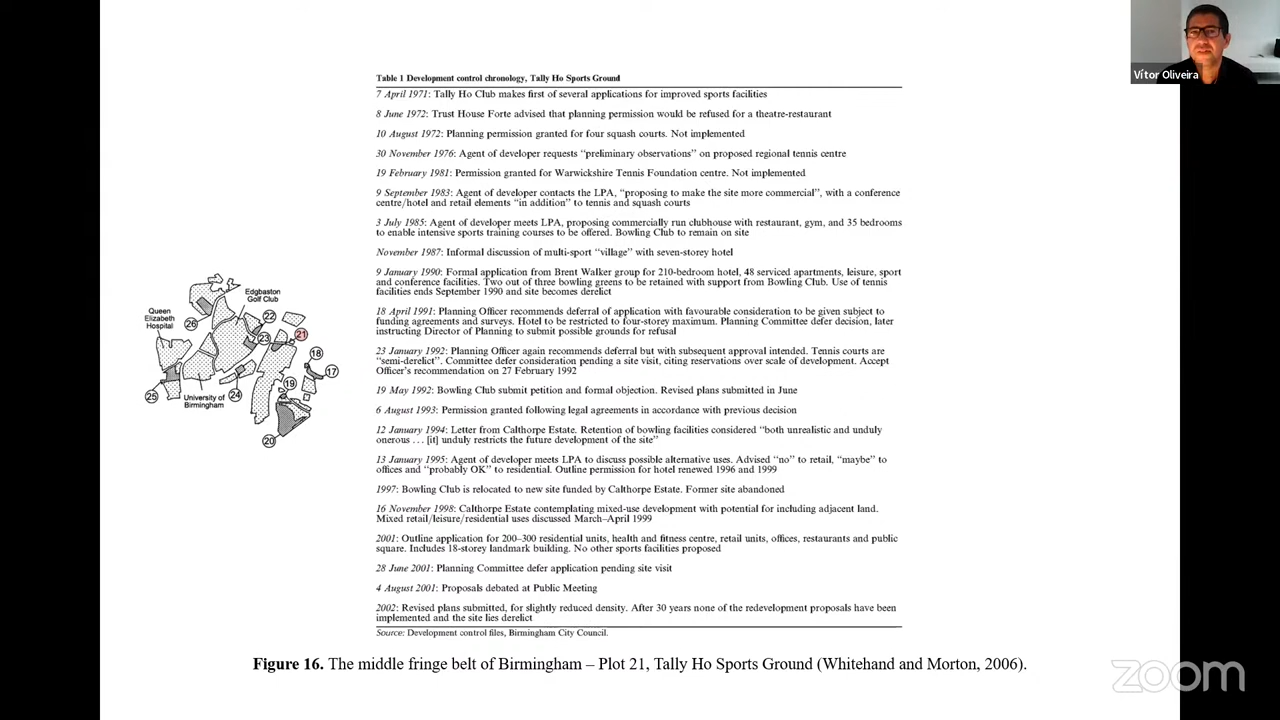 Vítor Oliveira
Table 1 Development control chronology, Tally Ho Sports Ground
7 April 1971: Tally Ho Club makes first of several applications for improved sports facilities
8 June 1972: Trust House Forte advised that planning permission would be refused for a theatre-restaurant
10 August 1972: Planning permission granted for four squash courts. Not implemented
30 November 1976: Agent of developer requests “preliminary observations” on proposed regional tennis centre
19 February 1981: Permission granted for Warwickshire Tennis Foundation centre. Not implemented
9 September 1983: Agent of developer contacts the LPA, “proposing to make the site more commercial”, with a conference
centre/hotel and retail elements “in addition” to tennis and squash courts
3 July 1985: Agent of developer meets LPA, proposing commercially run clubhouse with restaurant, gym, and 35 bedrooms
to enable intensive sports training courses to be offered. Bowling Club to remain on site
November 1987: Informal discussion of multi-sport “village” with seven-storey hotel
9 January 1990: Formal application from Brent Walker group for 210-bedroom hotel, 48 serviced apartments, leisure, sport
and conference facilities. Two out of three bowling greens to be retained with support from Bowling Club. Use of tennis
facilities ends September 1990 and site becomes derelict
18 April 1991: Planning Officer recommends deferral of application with favourable consideration to be given subject to
funding agreements and surveys. Hotel to be restricted to four-storey maximum. Planning Committee defer decision, later
instructing Director of Planning to submit possible grounds for refusal
23 January 1992: Planning Officer again recommends deferral but with subsequent approval intended. Tennis courts are
“semi-derelict”. Committee defer consideration pending a site visit, citing reservations over scale of development. Accept
Officer’s recommendation on 27 February 1992
19 May 1992: Bowling Club submit petition and formal objection. Revised plans submitted in June
6 August 1993: Permission granted following legal agreements in accordance with previous decision
12 January 1994: Letter from Calthorpe Estate. Retention of bowling facilities considered “both unrealistic and unduly
onerous . . . [it] unduly restricts the future development of the site”
13 January 1995: Agent of developer meets LPA to discuss possible alternative uses. Advised “no” to retail, “maybe” to
offices and “probably OK” to residential. Outline permission for hotel renewed 1996 and 1999
1997: Bowling Club is relocated to new site funded by Calthorpe Estate. Former site abandoned
16 November 1998: Calthorpe Estate contemplating mixed-use development with potential for including adjacent land.
Mixed retail/leisure/residential uses discussed March–April 1999
2001: Outline application for 200–300 residential units, health and fitness centre, retail units, offices, restaurants and public
square. Includes 18-storey landmark building. No other sports facilities proposed
28 June 2001: Planning Committee defer application pending site visit
4 August 2001: Proposals debated at Public Meeting
2002: Revised plans submitted, for slightly reduced density. After 30 years none of the redevelopment proposals have been
implemented and the site lies derelict
Source: Development control files, Birmingham City Council.
Edgbaston
Golf Club
Queen
Elizabeth
Hospital
26
22
23
21
18
17
19
24
25
University of
Birmingham
20
Figure 16. The middle fringe belt of Birmingham – Plot 21, Tally Ho Sports Ground (Whitehand and Morton, 2006).
zoom